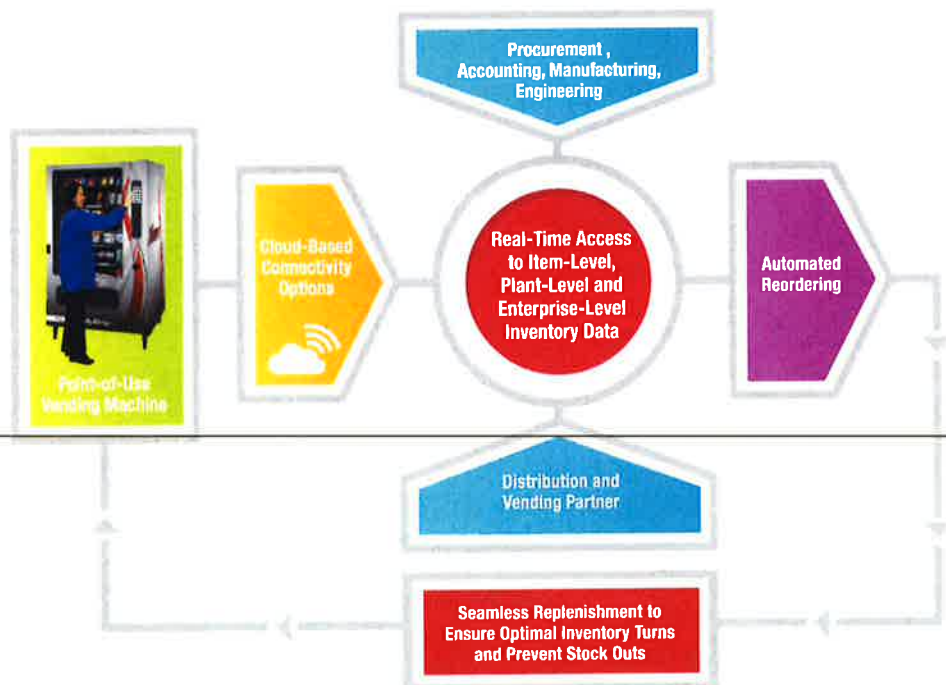 Procurement ,
Accounting, Manufacturing,
Engineering
Point-of-Use
Vending Machine
Cloud-Based
Connectivity
Options
Real-Time Access
to Item-Level,
Plant-Level and
Enterprise-Level
Inventory Data
Automated
Reordering
Distribution and
Vending Partner
Seamless Replenishment to
Ensure Optimal Inventory Turns
and Prevent Stock Outs